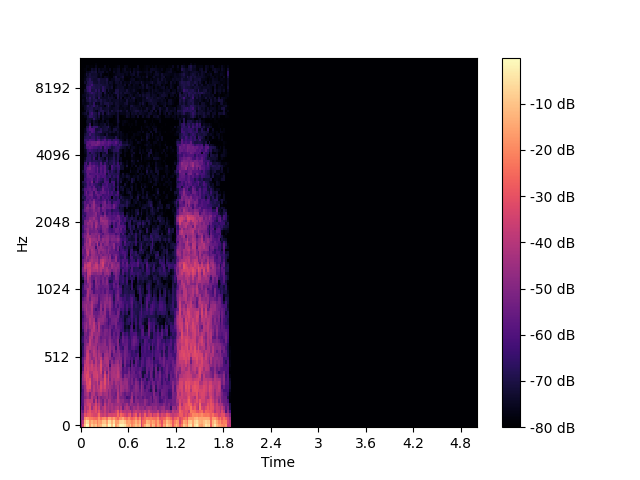 8192
4096
2048
1024
512
0
Hz
0 0.6 1.2 1.8 2.4 3 3.6 4.2 4.8
Time
-10 dB
-20 dB
-30 dB
-40 dB
-50 dB
-60 dB
-70 dB
-80 dB